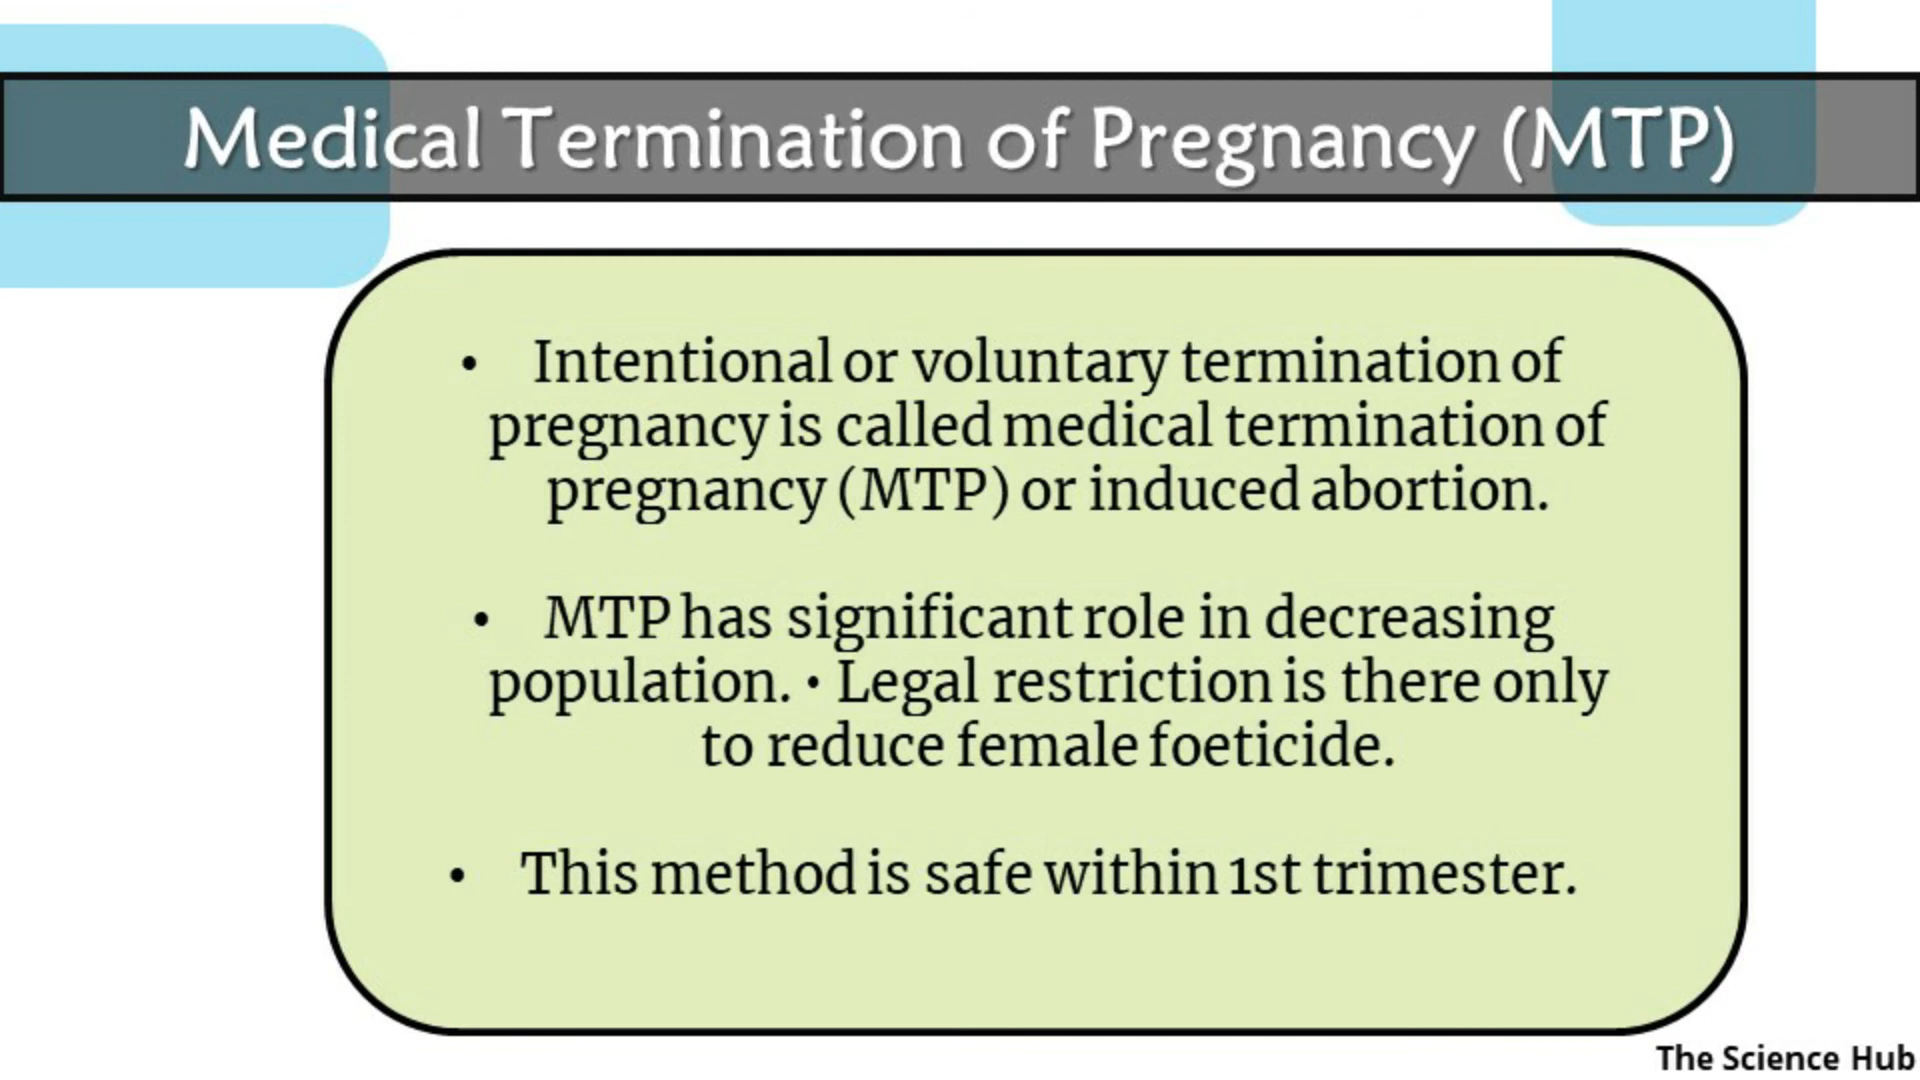 Medical Termination of Pregnancy (MTP)
• Intentional or voluntary termination of
pregnancy is called medical termination of
pregnancy (MTP) or induced abortion.
• MTP has significant role in decreasing
population. • Legal restriction is there only
to reduce female foeticide.
• This method is safe within 1st trimester.
The Science Hub